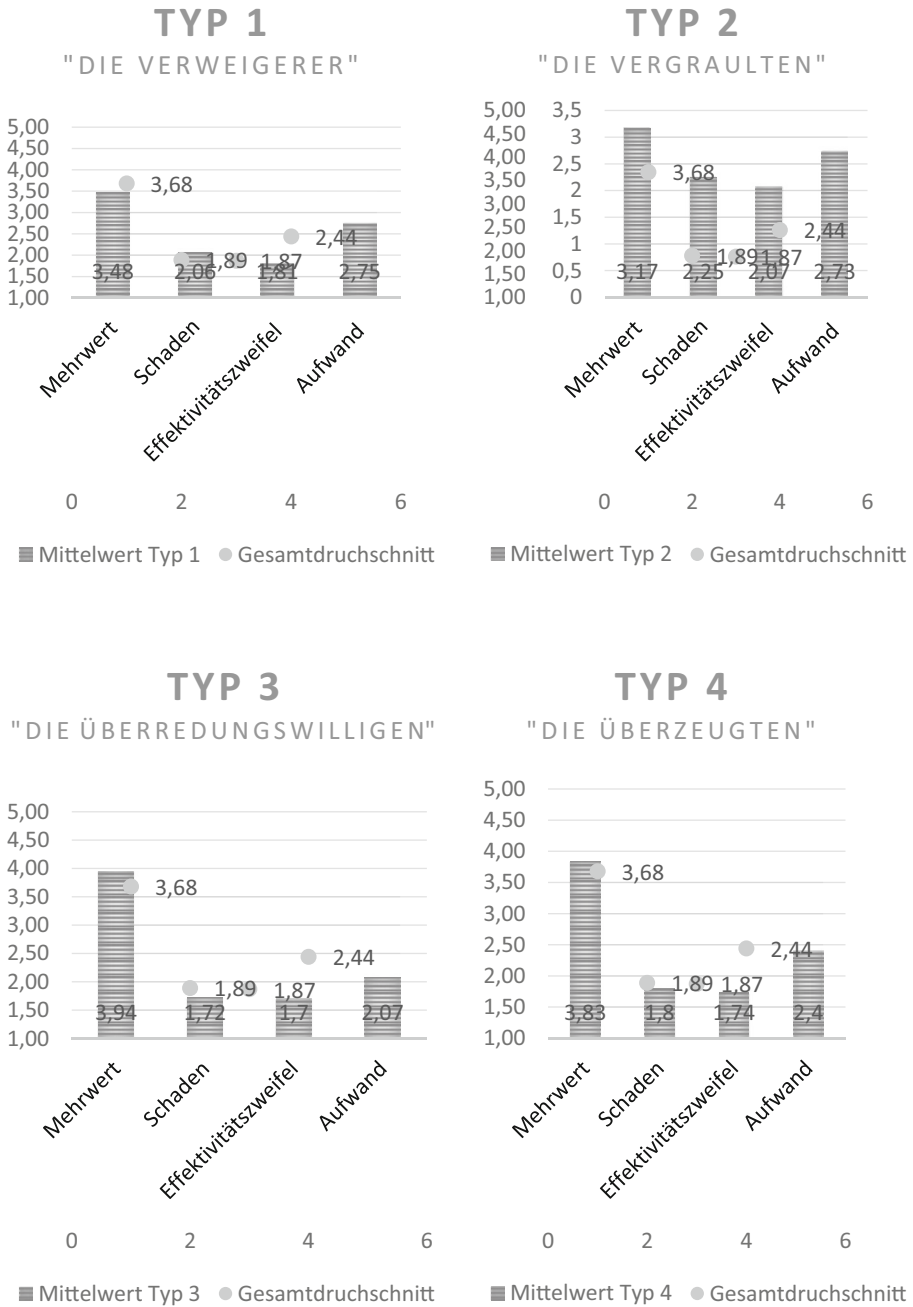 TYP 1
"DIE VERWEIGERER"
5,00
4,50
4,00
3,50
3,00
2,50
2,00
1,50
1,00
3,68
1,89
1,87
2,44
3,48
2,06
1,81
2,75
Mehrwert
Schaden
Effektivitätszweifel
Aufwand
0 2 4 6
Mittelwert Typ 1 Gesamtdruchschnitt
TYP 2
"DIE VERGRAULTEN"
5,00
4,50
4,00
3,50
3,00
2,50
2,00
1,50
1,00
3,5
3
2,5
2
1,5
1
0,5
0
3,68
1,89
1,87
2,44
3,17
2,25
2,07
2,73
Mehrwert
Schaden
Effektivitätszweifel
Aufwand
0 2 4 6
Mittelwert Typ 2 Gesamtdruchschnitt
TYP 3
"DIE ÜBERREDUNGSWILLIGEN"
5,00
4,50
4,00
3,50
3,00
2,50
2,00
1,50
1,00
3,68
1,89
1,87
2,44
3,94
1,72
1,7
2,07
Mehrwert
Schaden
Effektivitätszweifel
Aufwand
0 2 4 6
Mittelwert Typ 3 Gesamtdruchschnitt
TYP 4
"DIE ÜBERZEUGTEN"
5,00
4,50
4,00
3,50
3,00
2,50
2,00
1,50
1,00
3,68
1,89
1,87
2,44
3,83
1,8
1,74
2,4
Mehrwert
Schaden
Effektivitätszweifel
Aufwand
0 2 4 6
Mittelwert Typ 4 Gesamtdruchschnitt